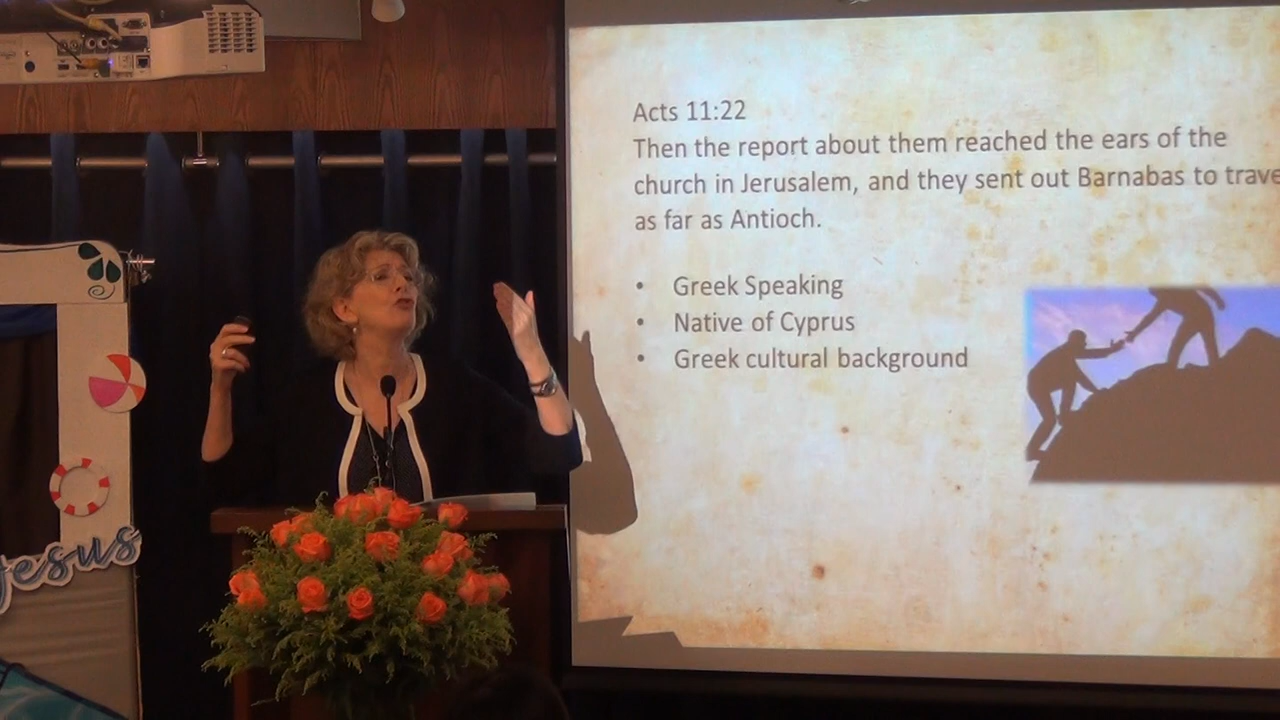 Acts 11:22
Then the report about them reached the ears of the
church in Jerusalem, and they sent out Barnabas to trave
as far as Antioch.
• Greek Speaking
• Native of Cyprus
• Greek cultural background
Jesus